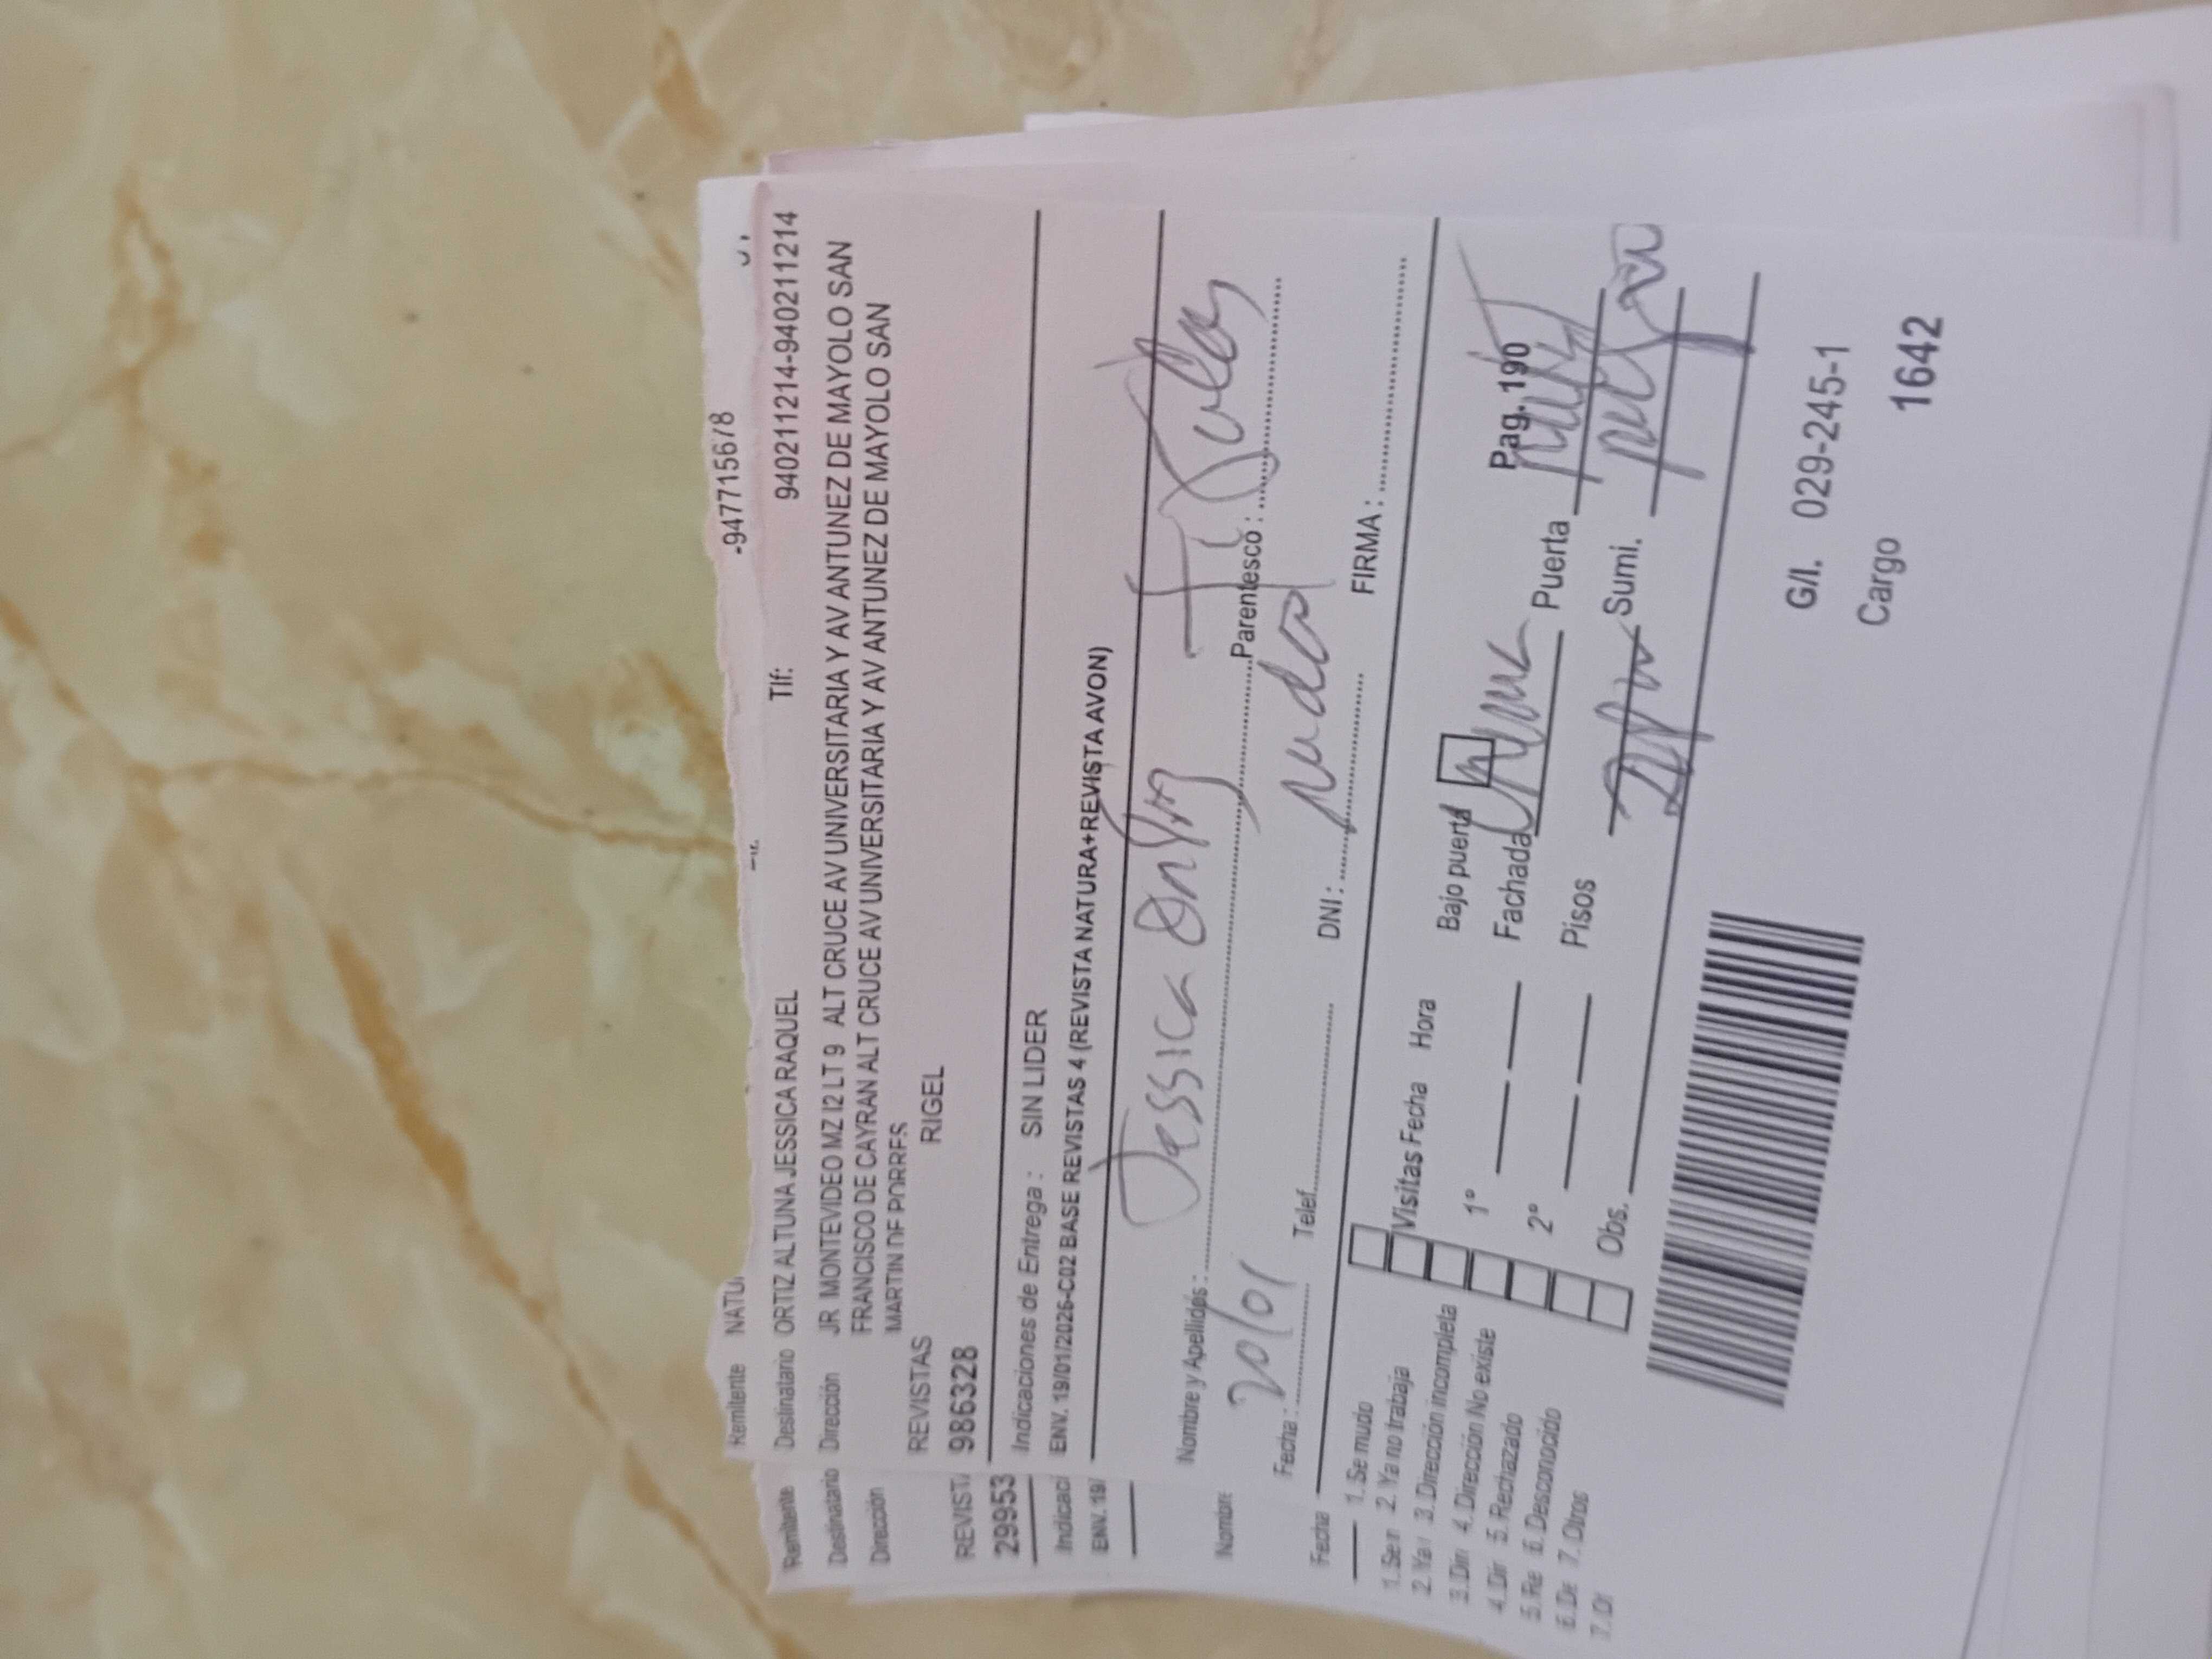 -947715678
Remitente NATU
Destinatario ORTIZ ALTUNA JESSICA RAQUEL Tlf: 940211214-940211214
Dirección JR MONTEVIDEO MZ I2 LT 9 ALT CRUCE AV UNIVERSITARIA Y AV ANTUNEZ DE MAYOLO SAN
FRANCISCO DE CAYRAN ALT CRUCE AV UNIVERSITARIA Y AV ANTUNEZ DE MAYOLO SAN
MARTIN DE PORRES
REVISTAS RIGEL
986328
Indicaciones de Entrega : SIN LIDER
ENV. 19/01/2026-C02 BASE REVISTAS 4 (REVISTA NATURA+REVISTA AVON)
Jessica Ortiz
Nombre y Apellidos : Parentesco :
20/01
Fecha : Telef. DNI : FIRMA :
1.Se mudo
2.Ya no trabaja
3.Dirección incompleta
4.Dirección No existe
5.Rechazado
6.Desconocido
7.Otros
Visitas Fecha Hora Bajo puerta
1º Fachada Puerta
2º Pisos Sumi.
Obs.
Pag. 190
G/I. 029-245-1
Cargo 1642
Remitente
Destinatario
Dirección
REVIST
29953
Indicaci
ENV. 19/
Nombre
Fecha
1.Se
2.Ya
3.Dir
4.Dir
5.Re
6.De
7.Ot